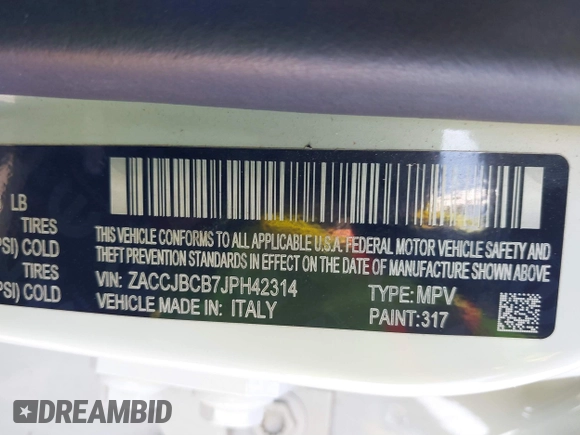 LB
TIRES
PSI) COLD
TIRES
PSI) COLD
THIS VEHICLE CONFORMS TO ALL APPLICABLE U.S.A-FEDERAL MOTOR VEHICLE SAFETY AND
THEFT PREVENTION STANDARDS IN EFFECT ON THE DATE OF MANUFACTURE SHOWN ABOVE
VIN: ZACCJBCB7JPH42314 TYPE: MPV
VEHICLE MADE IN: ITALY PAINT:317
DREAMBID